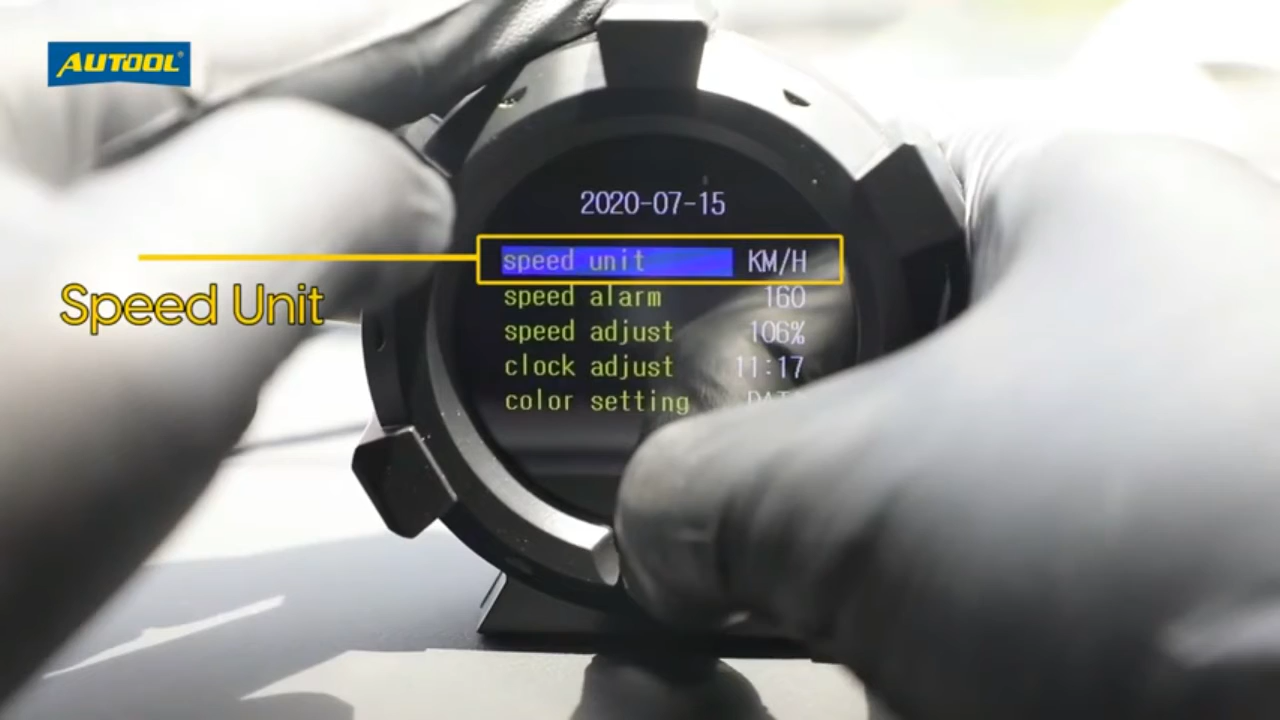 AUTOOL®
2020-07-15
speed unit KM/H
Speed Unit
speed alarm 160
speed adjust 106%
clock adjust 11:17
color setting